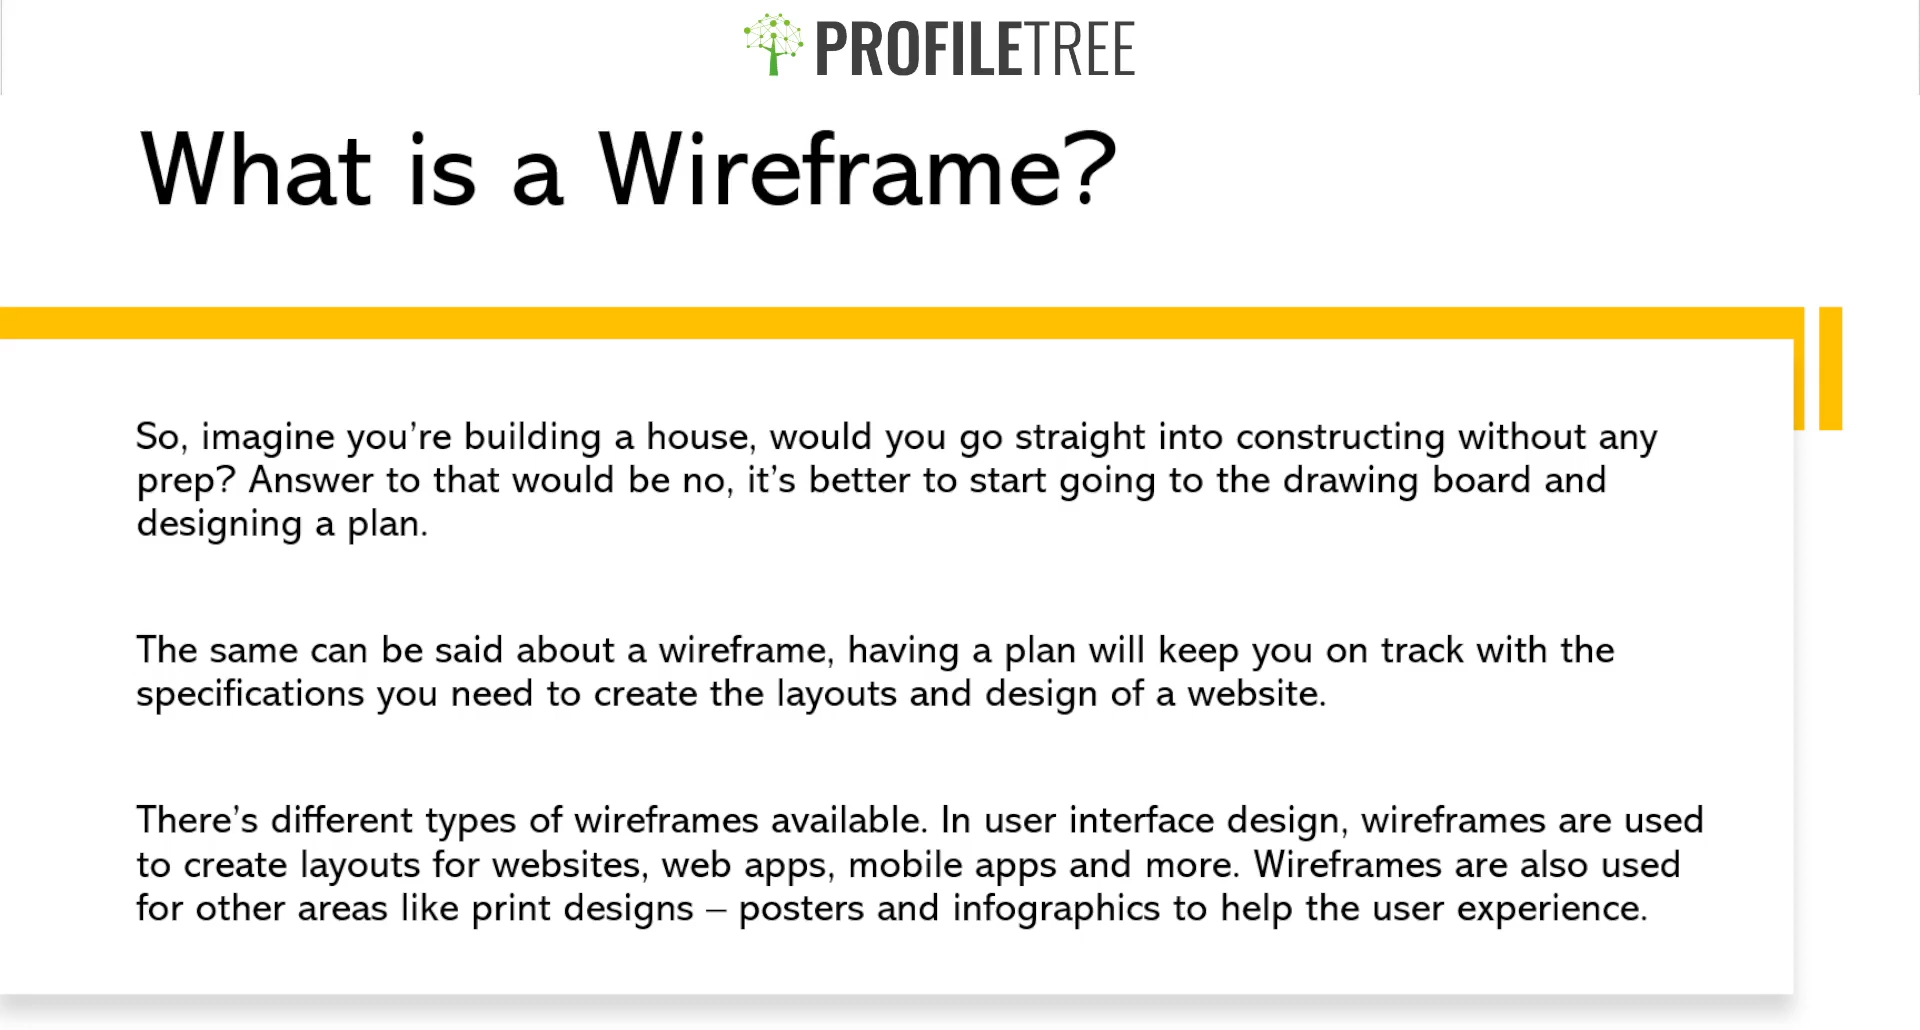 PROFILETREE
What is a Wireframe?
So, imagine you’re building a house, would you go straight into constructing without any
prep? Answer to that would be no, it’s better to start going to the drawing board and
designing a plan.
The same can be said about a wireframe, having a plan will keep you on track with the
specifications you need to create the layouts and design of a website.
There’s different types of wireframes available. In user interface design, wireframes are used
to create layouts for websites, web apps, mobile apps and more. Wireframes are also used
for other areas like print designs – posters and infographics to help the user experience.